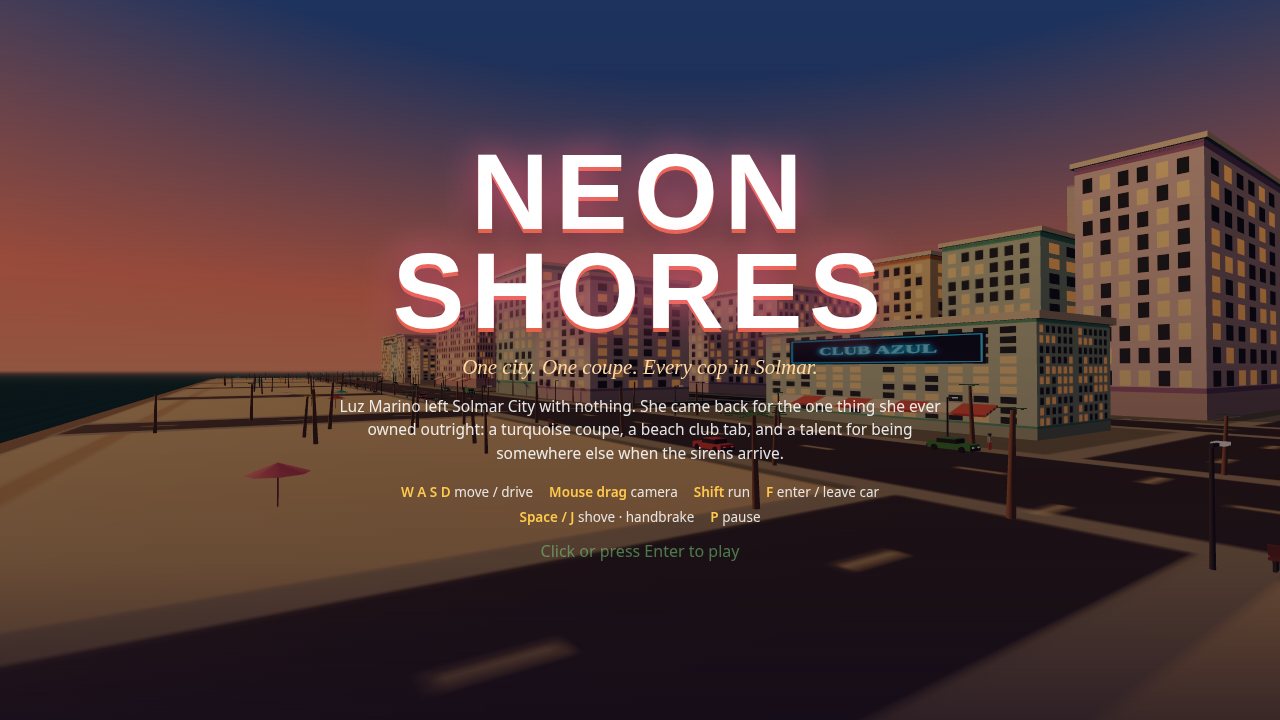 NEON
SHORES
CLUB AZUL
One city. One coupe. Every cop in Solmar.
Luz Marino left Solmar City with nothing. She came back for the one thing she ever
owned outright: a turquoise coupe, a beach club tab, and a talent for being
somewhere else when the sirens arrive.
W A S D move / drive Mouse drag camera Shift run F enter / leave car
Space / J shove · handbrake P pause
Click or press Enter to play